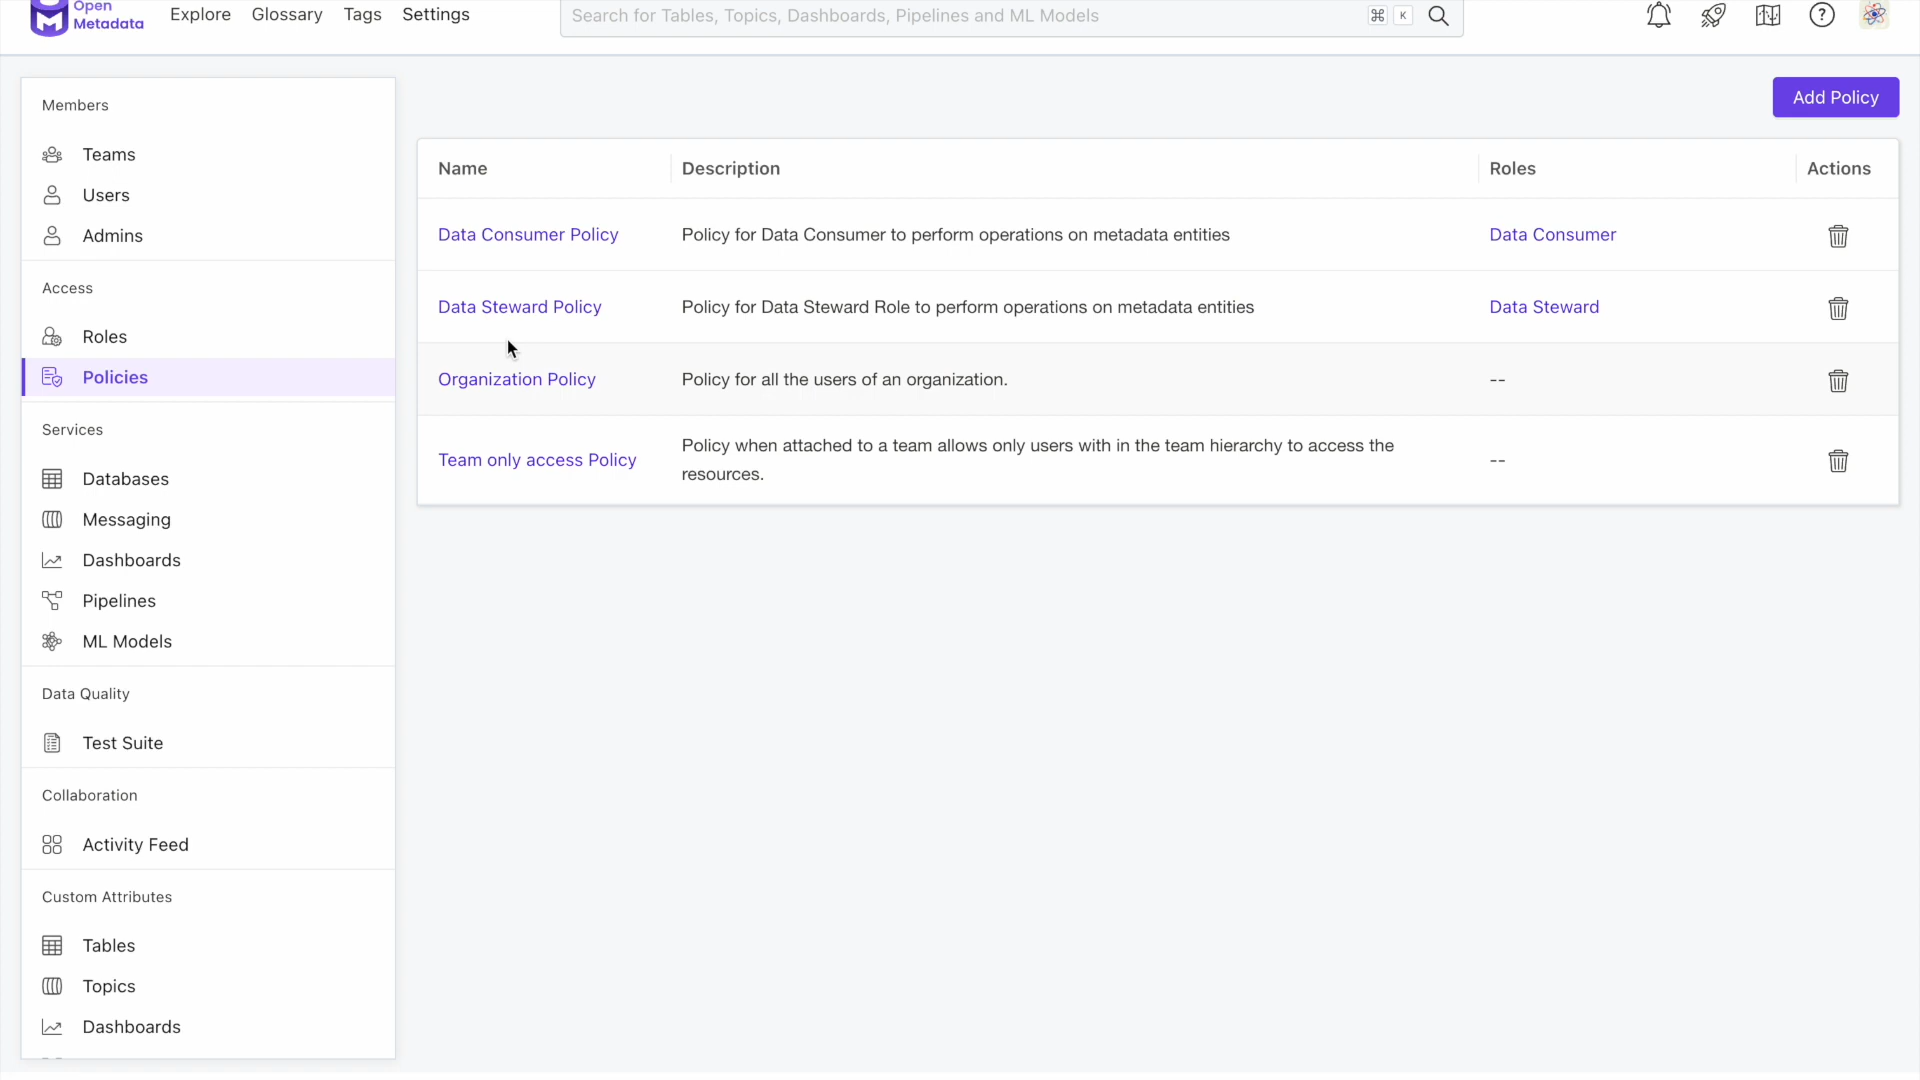 Open
Metadata
Explore
Glossary
Tags
Settings
Search for Tables, Topics, Dashboards, Pipelines and ML Models
⌘
K
?
Members
Teams
Users
Admins
Access
Roles
Policies
Services
Databases
Messaging
Dashboards
Pipelines
ML Models
Data Quality
Test Suite
Collaboration
Activity Feed
Custom Attributes
Tables
Topics
Dashboards
Add Policy
Name
Description
Roles
Actions
Data Consumer Policy
Policy for Data Consumer to perform operations on metadata entities
Data Consumer
Data Steward Policy
Policy for Data Steward Role to perform operations on metadata entities
Data Steward
Organization Policy
Policy for all the users of an organization.
--
Team only access Policy
Policy when attached to a team allows only users with in the team hierarchy to access the
resources.
--